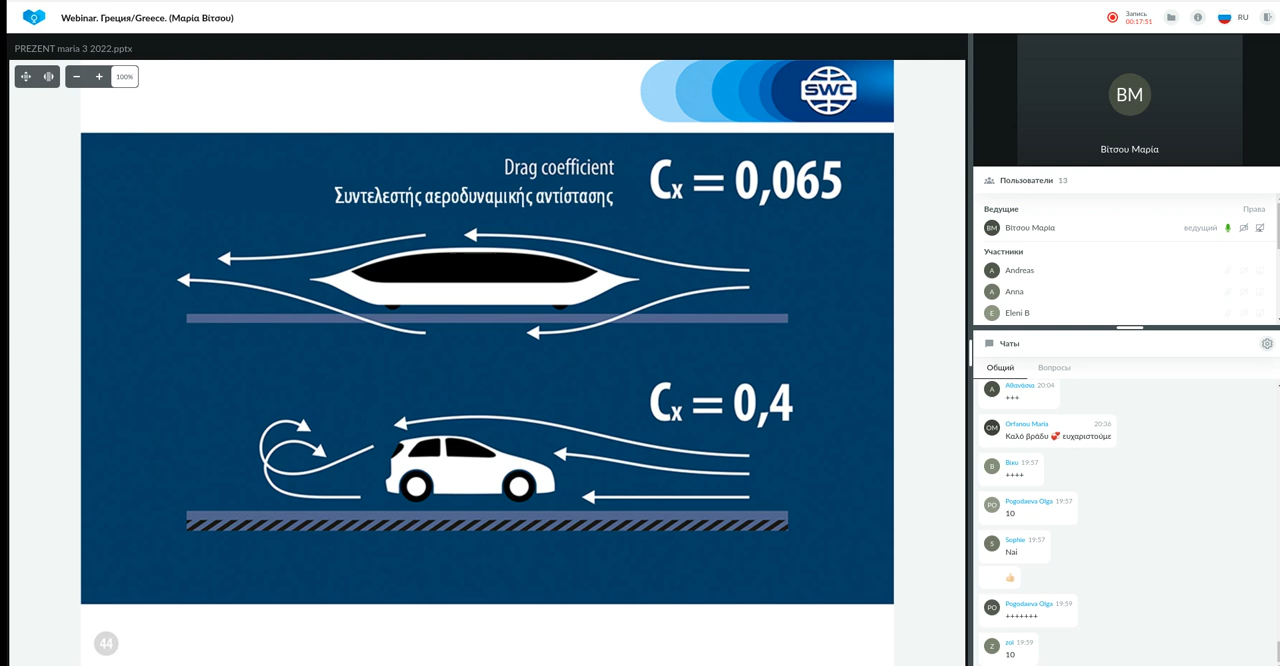 Webinar. Греция/Greece. (Μαρία Βίτσου)
Запись
00:17:51
RU
PREZENT maria 3 2022.pptx
100%
SWC
Drag coefficient
Συντελεστής αεροδυναμικής αντίστασης
Cx = 0,065
Cx = 0,4
44
ΒΜ
Βίτσου Μαρία
Пользователи 13
Ведущие
Права
ΒΜ
Βίτσου Μαρία
ведущий
Участники
A
Andreas
A
Anna
E
Eleni B
Чаты
Общий
Вопросы
Α
Αθανασια 20:04
+++
OM
Orfanou Maria 20:36
Καλό βράδυ 💞 ευχαριστούμε
B
Bixu 19:57
++++
PO
Pogodaeva Olga 19:57
10
S
Sophie 19:57
Nai
👍🏻
PO
Pogodaeva Olga 19:59
+++++++
Z
zoi 19:59
10